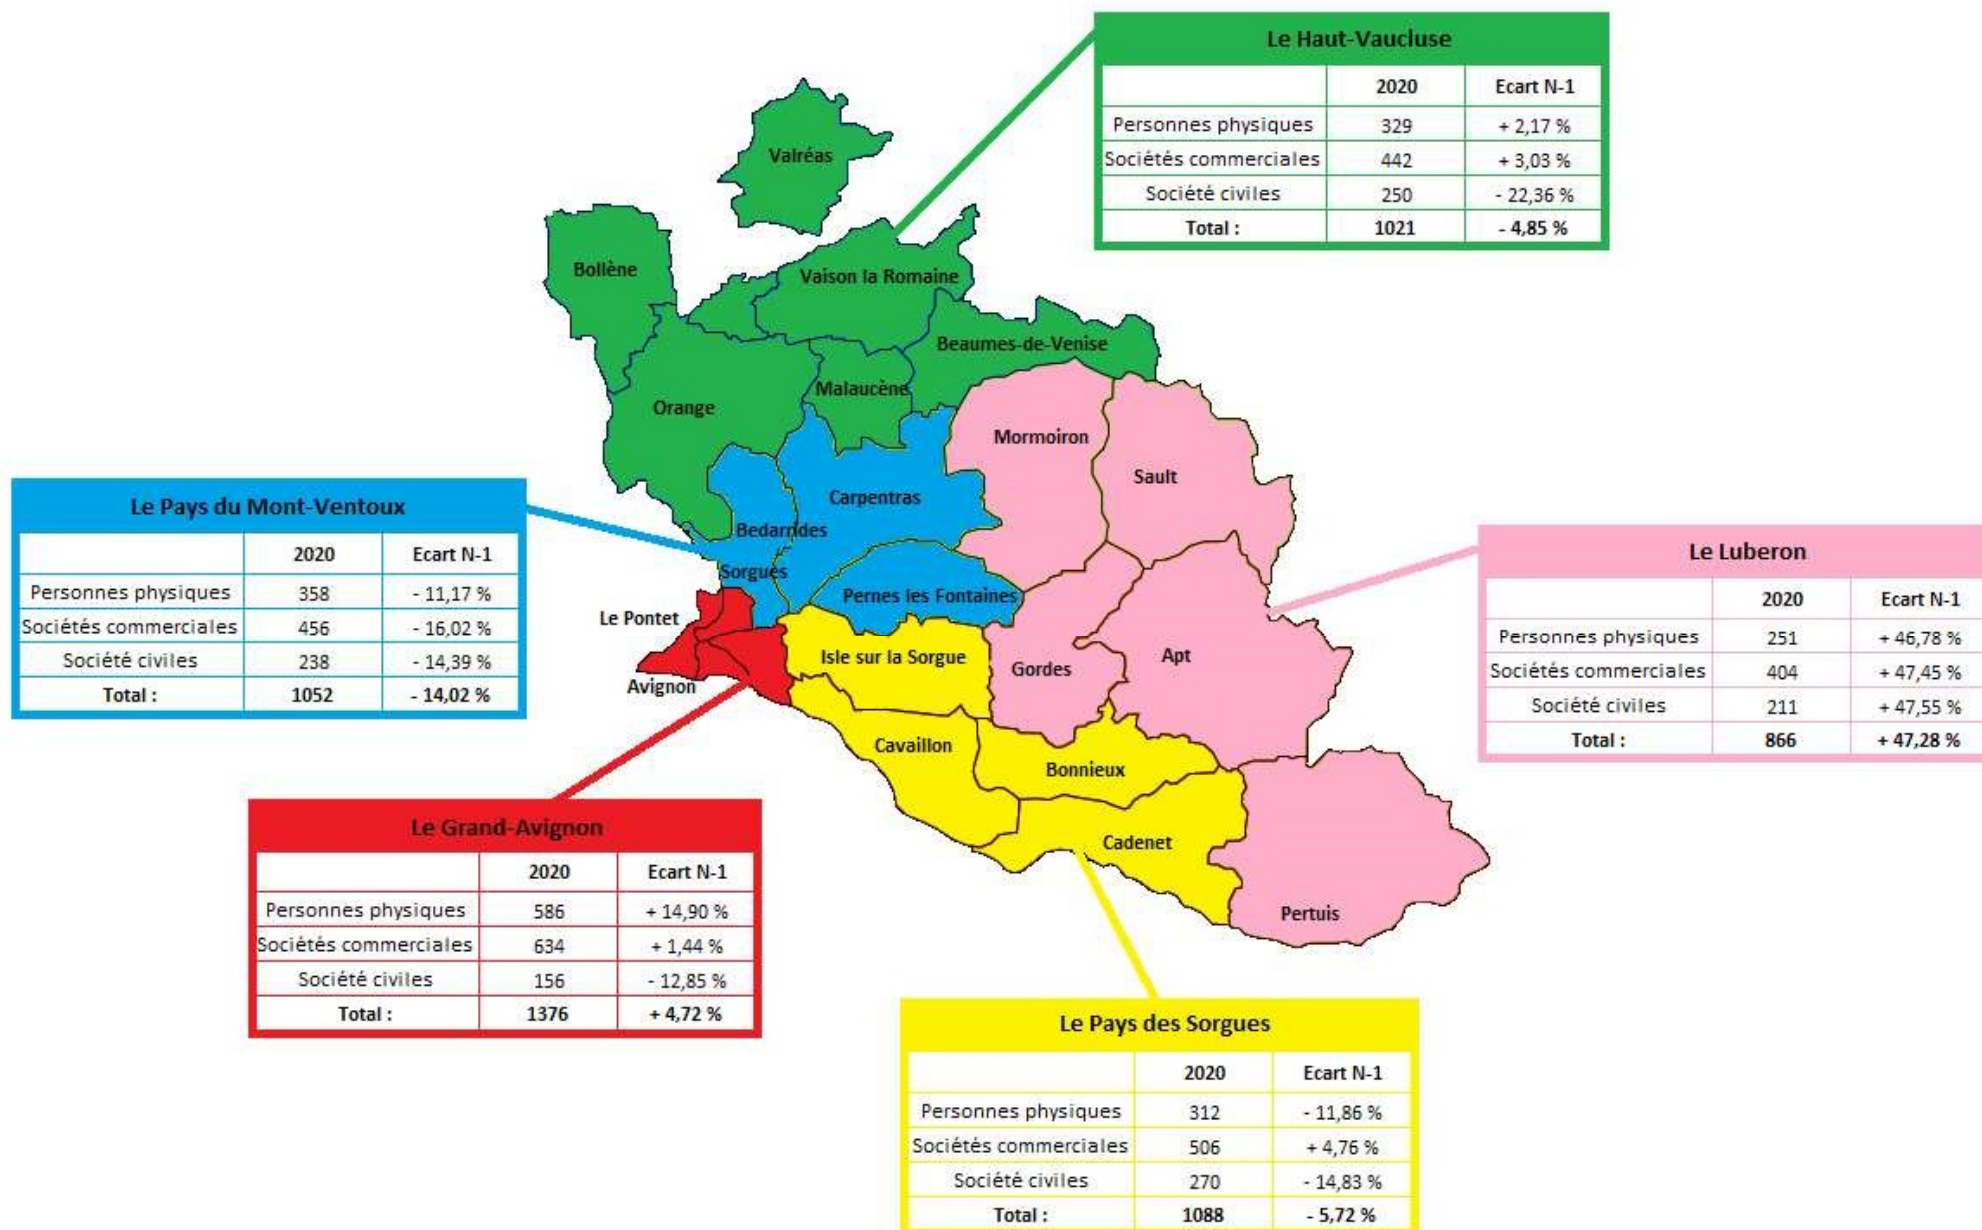 Le Haut-Vaucluse
2020 Ecart N-1
Personnes physiques 329 + 2,17 %
Sociétés commerciales 442 + 3,03 %
Société civiles 250 - 22,36 %
Total : 1021 - 4,85 %
Valréas
Bollène
Vaison la Romaine
Beaumes-de-Venise
Malaucène
Orange
Mormoiron
Sault
Carpentras
Bedarrides
Sorgues
Pernes les Fontaines
Le Pontet
Avignon
Isle sur la Sorgue
Gordes
Apt
Cavaillon
Bonnieux
Cadenet
Pertuis
Le Pays du Mont-Ventoux
2020 Ecart N-1
Personnes physiques 358 - 11,17 %
Sociétés commerciales 456 - 16,02 %
Société civiles 238 - 14,39 %
Total : 1052 - 14,02 %
Le Luberon
2020 Ecart N-1
Personnes physiques 251 + 46,78 %
Sociétés commerciales 404 + 47,45 %
Société civiles 211 + 47,55 %
Total : 866 + 47,28 %
Le Grand-Avignon
2020 Ecart N-1
Personnes physiques 586 + 14,90 %
Sociétés commerciales 634 + 1,44 %
Société civiles 156 - 12,85 %
Total : 1376 + 4,72 %
Le Pays des Sorgues
2020 Ecart N-1
Personnes physiques 312 - 11,86 %
Sociétés commerciales 506 + 4,76 %
Société civiles 270 - 14,83 %
Total : 1088 - 5,72 %